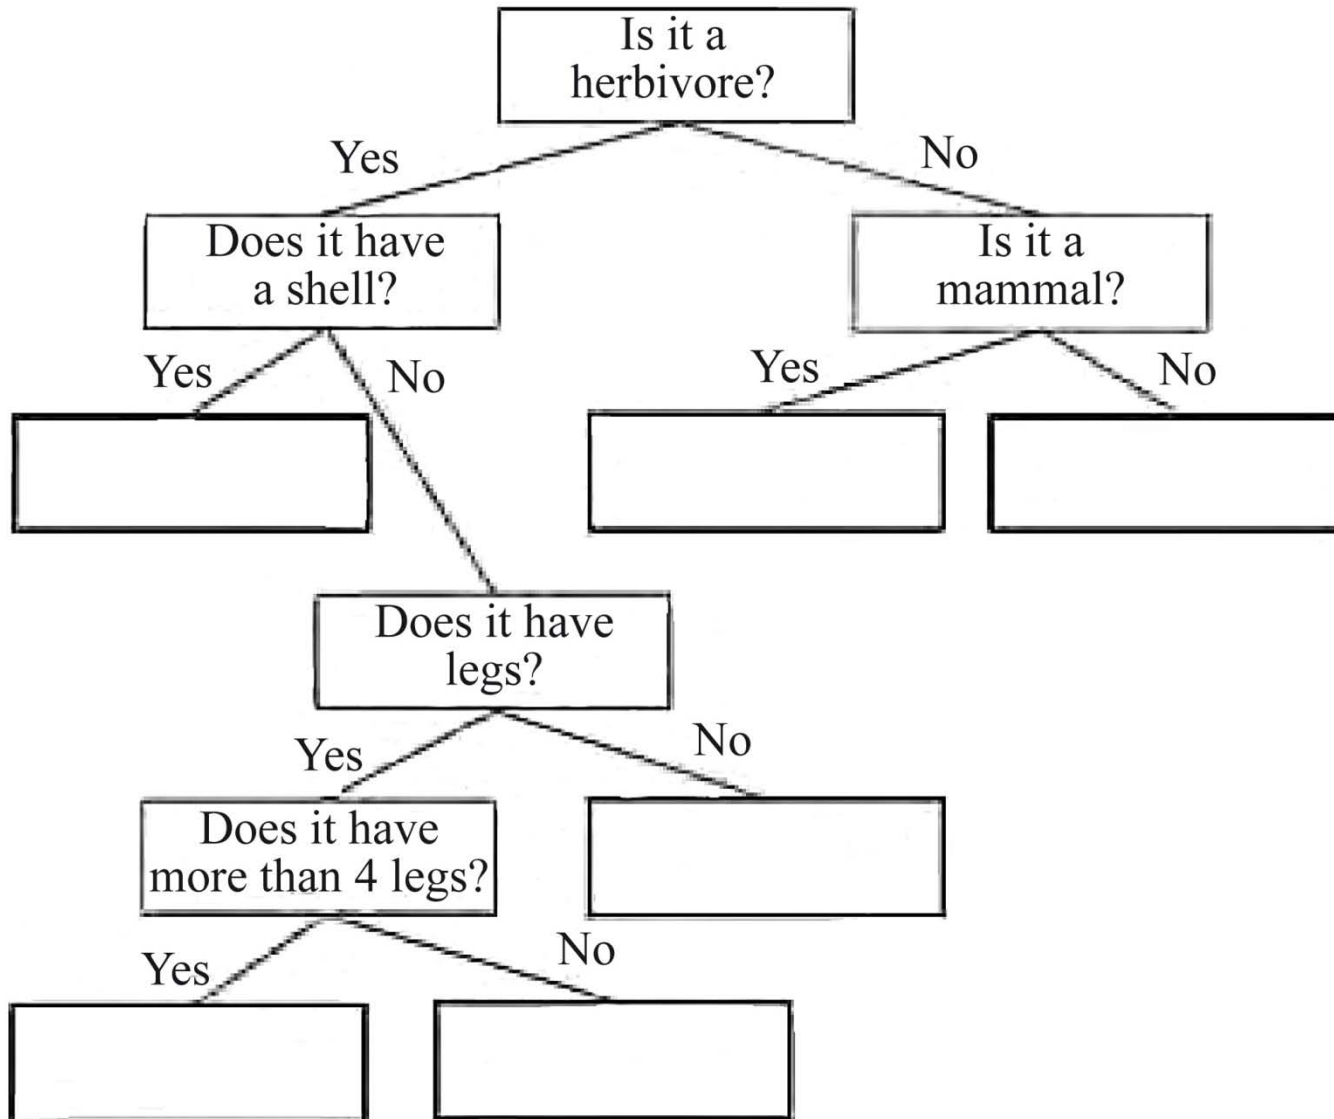 Is it a
herbivore?
Yes
No
Does it have
a shell?
Is it a
mammal?
Yes
No
Yes
No
Does it have
legs?
Yes
No
Does it have
more than 4 legs?
Yes
No